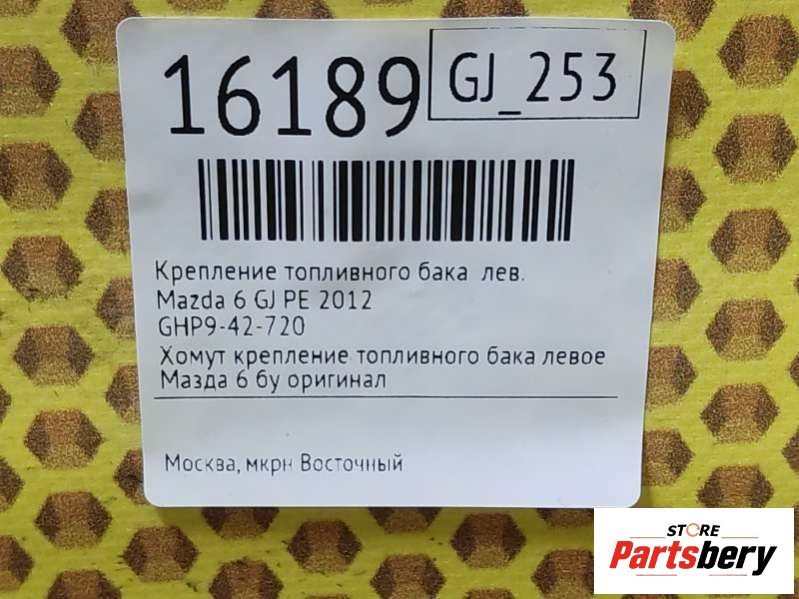 16189
GJ_253
Крепление топливного бака лев.
Mazda 6 GJ PE 2012
GHP9-42-720
Хомут крепление топливного бака левое
Мазда 6 бу оригинал
Москва, мкрн Восточный
STORE
Partsbery